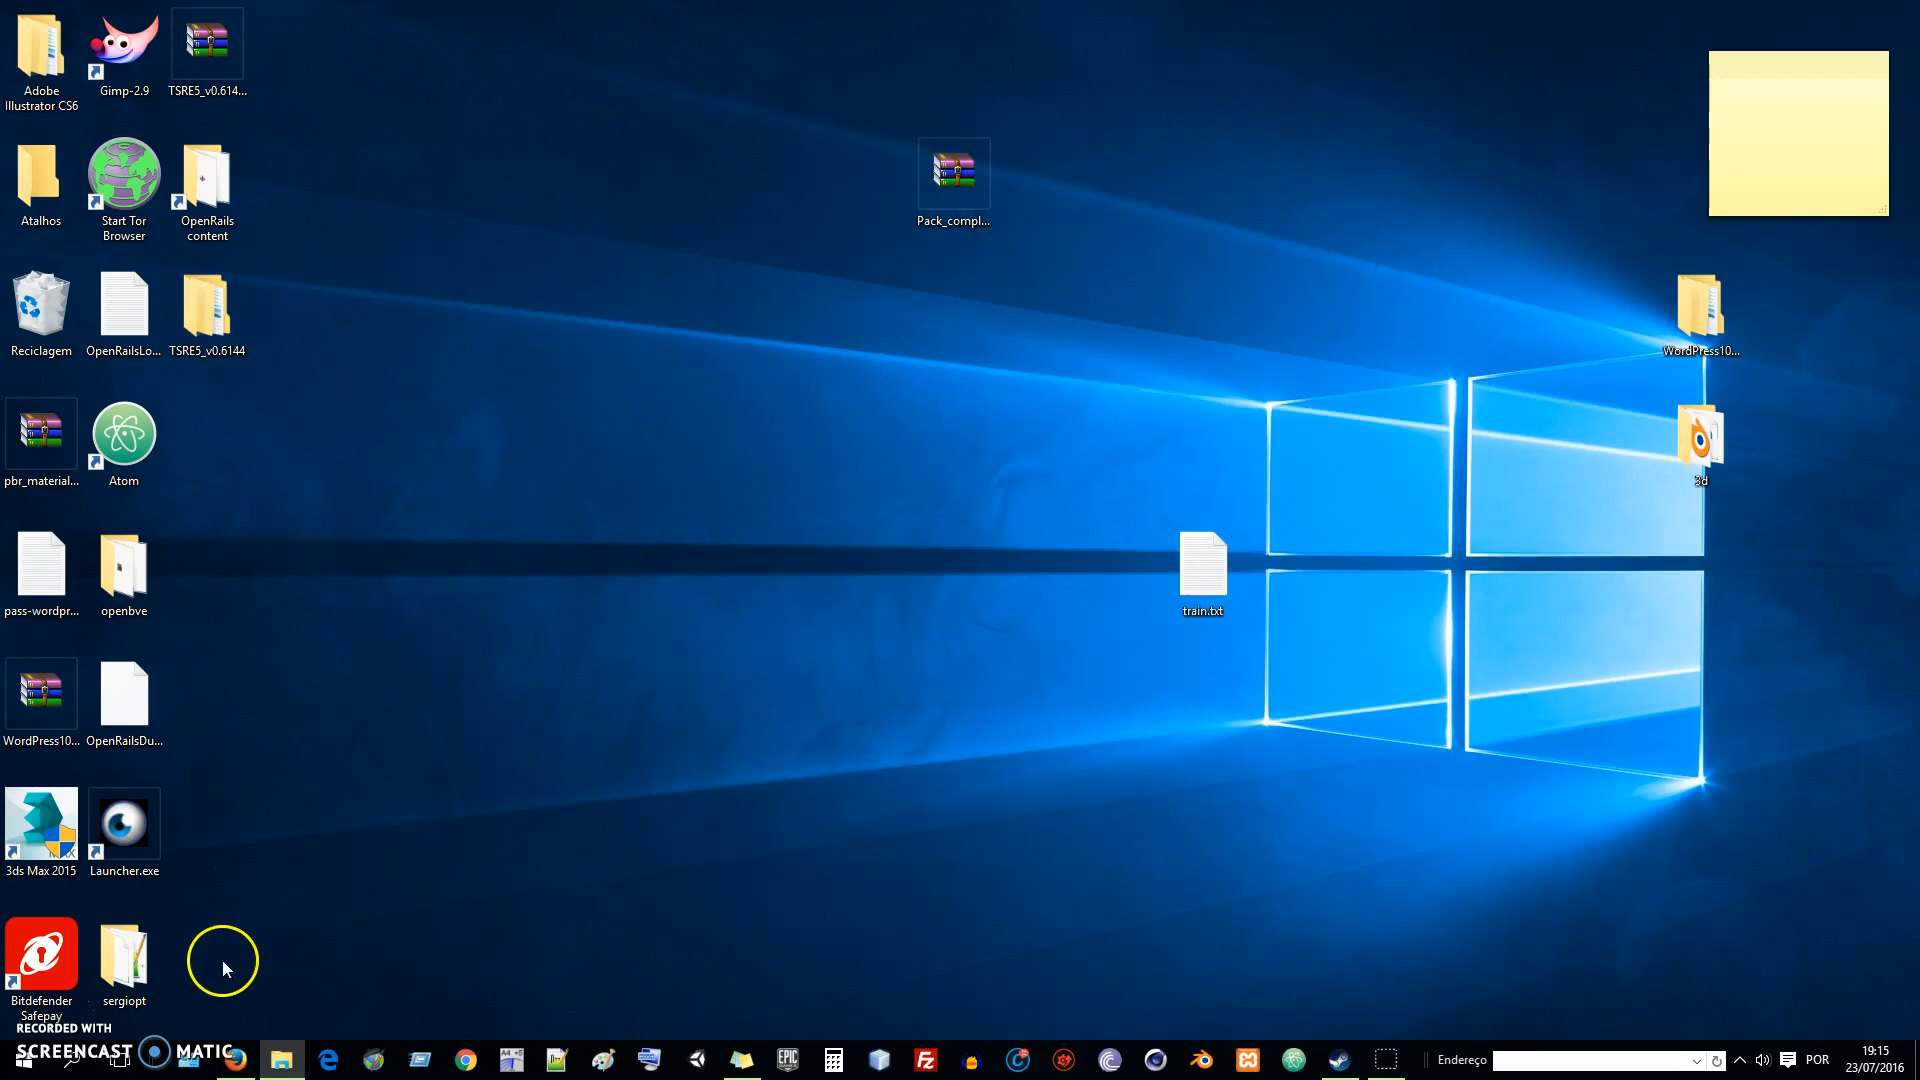 Adobe
Illustrator CS6
Gimp-2.9
TSRE5_v0.614...
Atalhos
Start Tor
Browser
OpenRails
content
Pack_compl...
Reciclagem
OpenRailsLo...
TSRE5_v0.6144
WordPress10...
pbr_material...
Atom
3d
pass-wordpr...
openbve
train.txt
WordPress10...
OpenRailsDu...
3ds Max 2015
Launcher.exe
Bitdefender
Safepay
sergiopt
RECORDED WITH
SCREENCAST MATIC
EPIC
Endereço
POR
19:15
23/07/2016